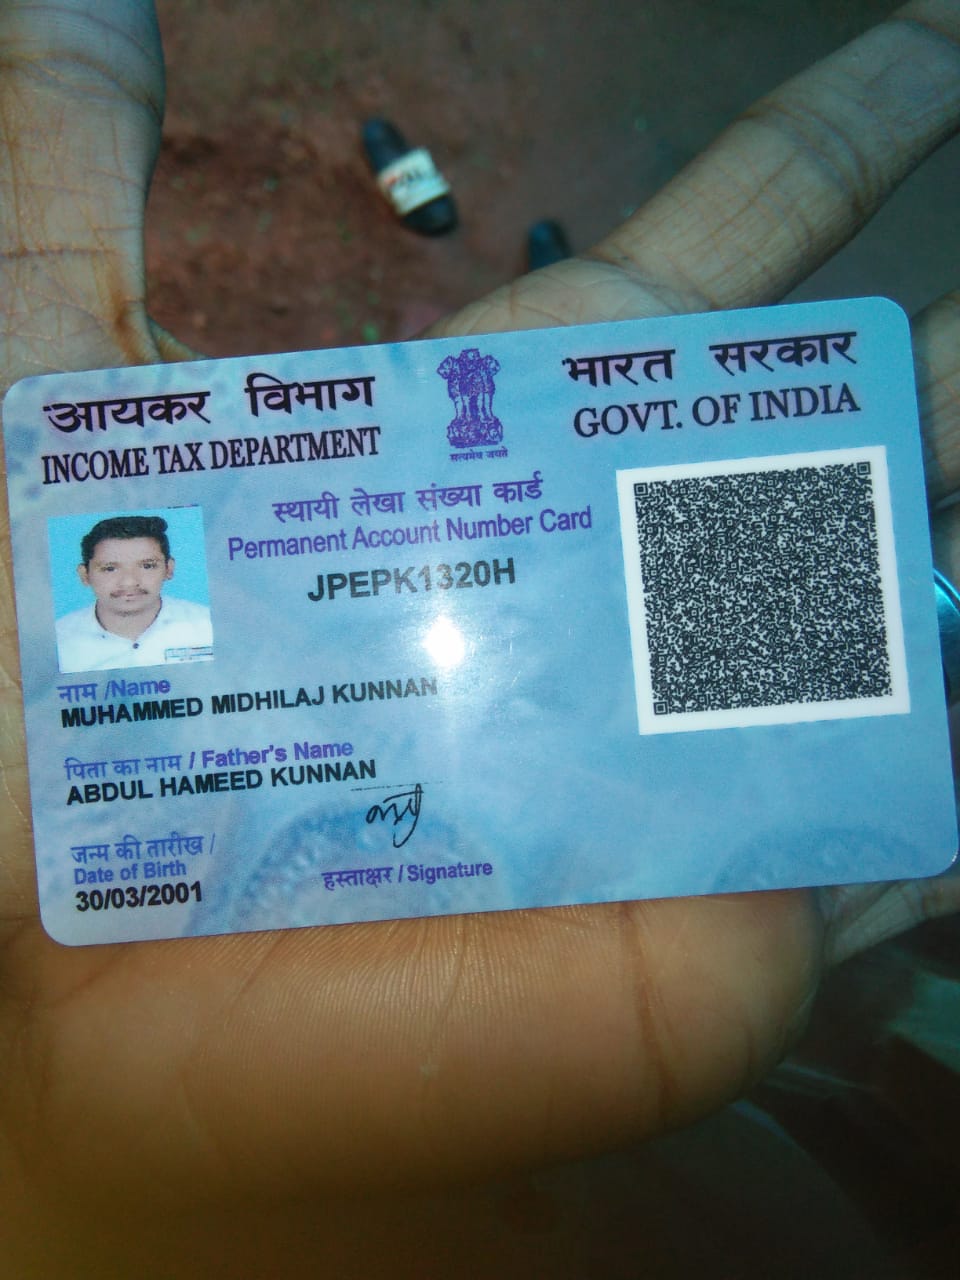 आयकर विभाग
INCOME TAX DEPARTMENT
भारत सरकार
GOVT. OF INDIA
सत्यमेव जयते
स्थायी लेखा संख्या कार्ड
Permanent Account Number Card
JPEPK1320H
नाम /Name
MUHAMMED MIDHILAJ KUNNAN
पिता का नाम / Father's Name
ABDUL HAMEED KUNNAN
जन्म की तारीख /
Date of Birth
30/03/2001
हस्ताक्षर / Signature